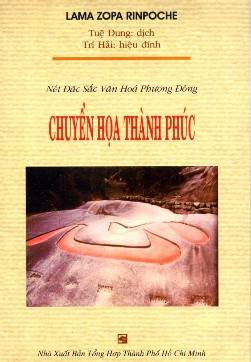 LAMA ZOPA RINPOCHE
Tuệ Dung: dịch
Trí Hải: hiệu đính
Nét Đặc Sắc Văn Hoá Phương Đông
CHUYỂN HỌA THÀNH PHÚC
Nhà Xuất Bản Tổng Hợp Thành Phố Hồ Chí Minh